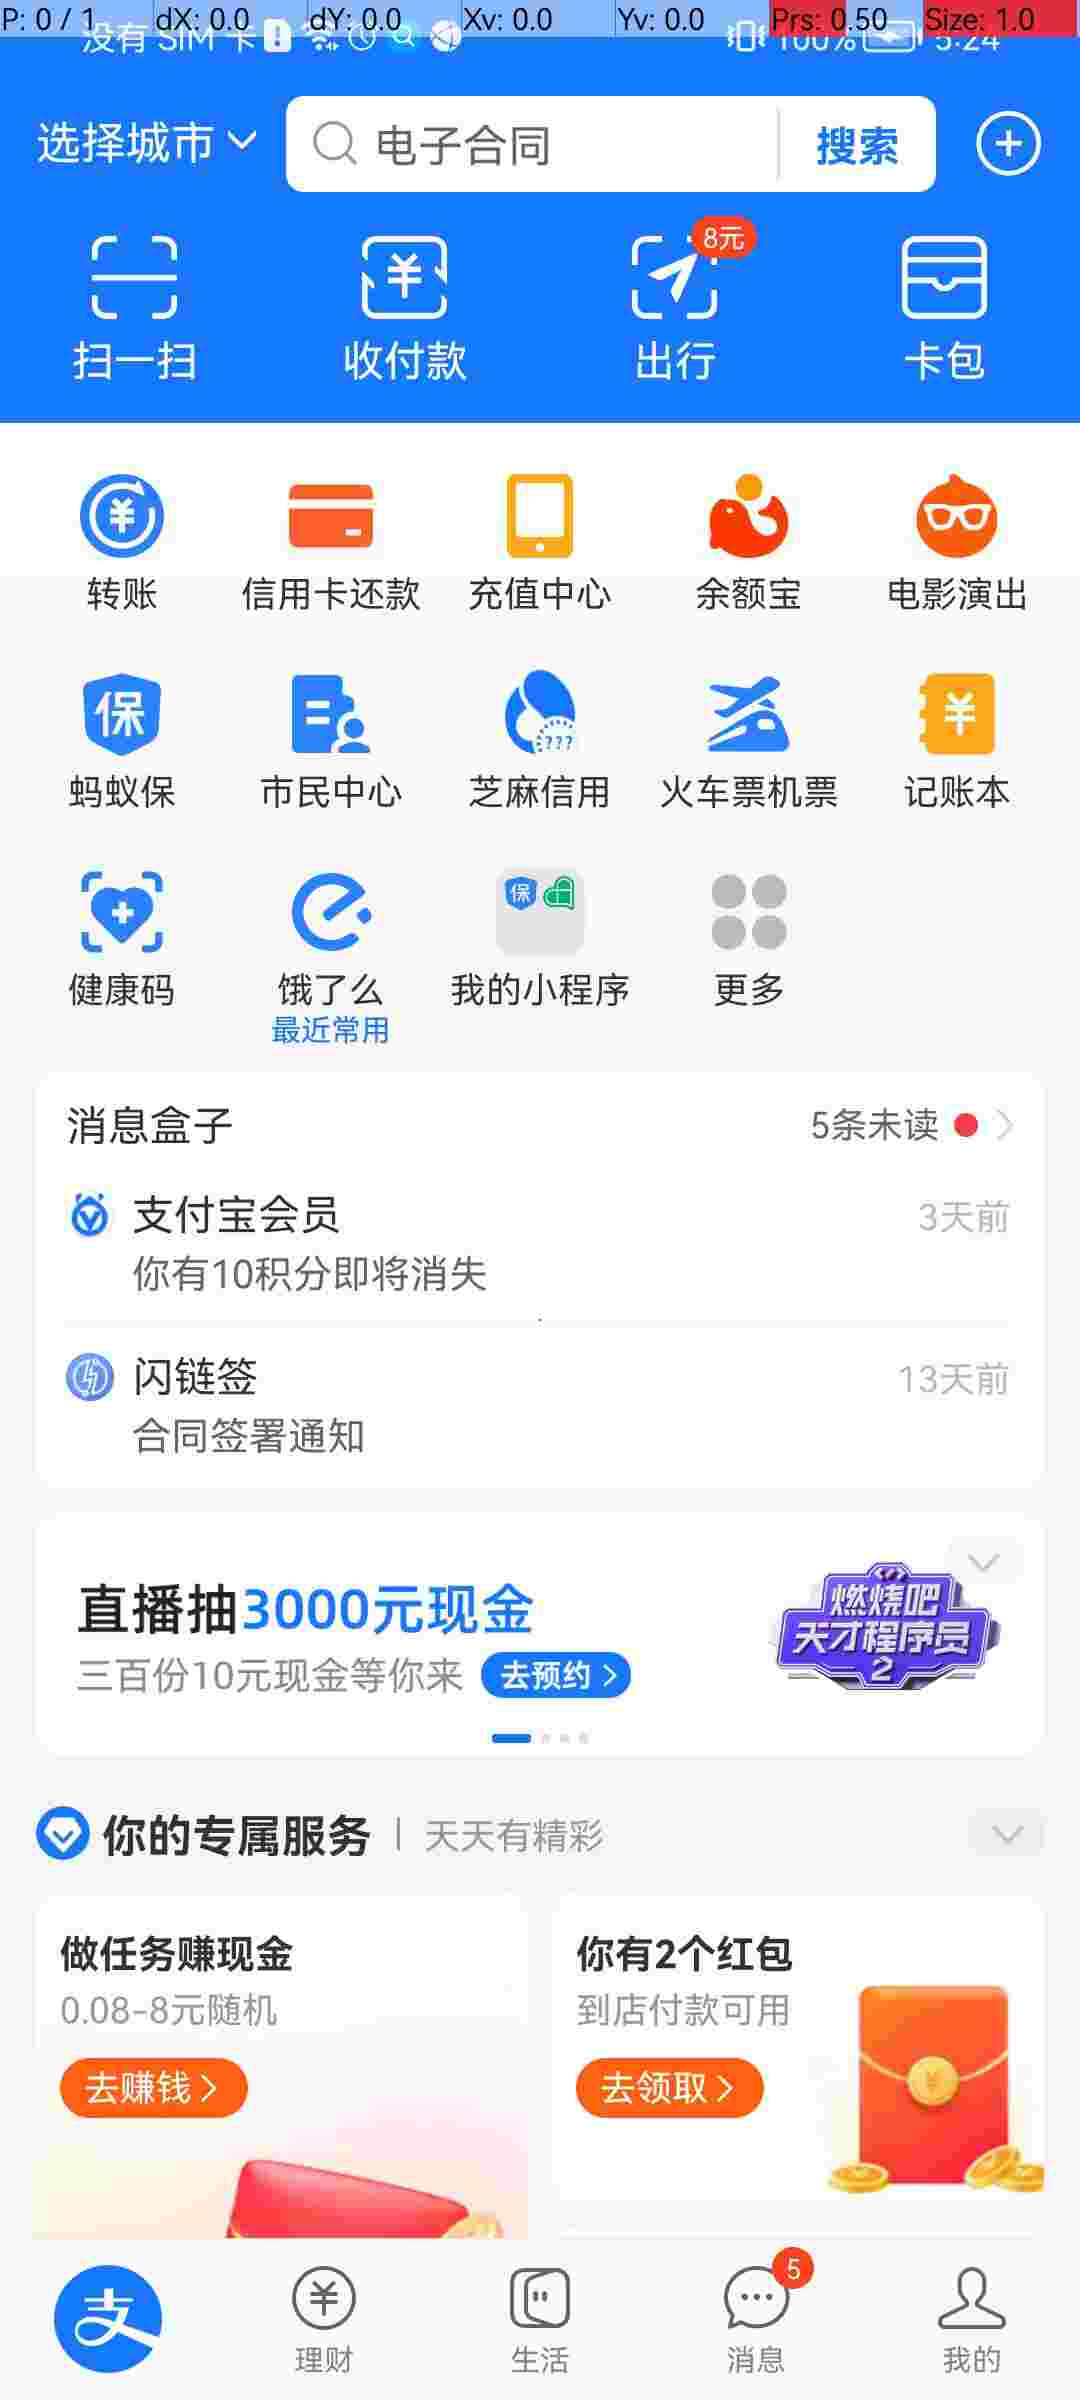 P: 0 / 1 dX: 0.0 dY: 0.0 Xv: 0.0 Yv: 0.0 Prs: 0.50 Size: 1.0
没有 SIM 卡 100% 5:24
选择城市 电子合同 搜索
8元
扫一扫 收付款 出行 卡包
转账 信用卡还款 充值中心 余额宝 电影演出
保 ???
蚂蚁保 市民中心 芝麻信用 火车票机票 记账本
保
健康码 饿了么 我的小程序 更多
最近常用
消息盒子 5条未读
支付宝会员 3天前
你有10积分即将消失
闪链签 13天前
合同签署通知
直播抽3000元现金
三百份10元现金等你来 去预约
燃烧吧
天才程序员
2
你的专属服务 天天有精彩
做任务赚现金 你有2个红包
0.08-8元随机 到店付款可用
去赚钱 去领取
5
支 理财 生活 消息 我的